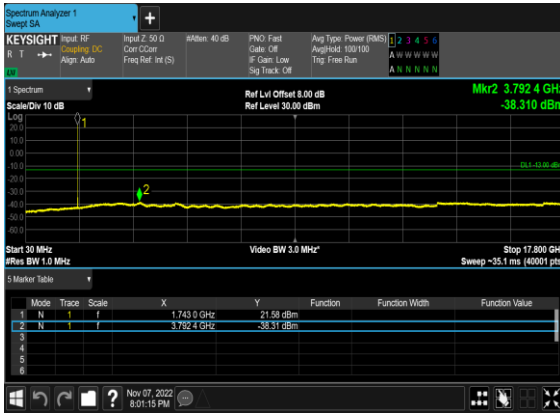 Spectrum Analyzer 1
Swept SA
KEYSIGHT
R T
Input: RF
Coupling: DC
Align: Auto
Input Z: 50 Ω
Corr CCorr
Freq Ref: Int (S)
#Atten: 40 dB
PNO: Fast
Gate: Off
IF Gain: Low
Sig Track: Off
Avg Type: Power (RMS)
Avg|Hold: 100/100
Trig: Free Run
1 2 3 4 5 6
A W W W W W
A N N N N N
1 Spectrum
Scale/Div 10 dB
Ref Lvl Offset 8.00 dB
Ref Level 30.00 dBm
Mkr2 3.792 4 GHz
-38.310 dBm
Log
20.0
10.0
0.00
-10.0
-20.0
-30.0
-40.0
-50.0
-60.0
1
2
DL1 -13.00 dBm
Start 30 MHz
#Res BW 1.0 MHz
Video BW 3.0 MHz*
Stop 17.800 GHz
Sweep ~35.1 ms (40001 pts)
5 Marker Table
Mode Trace Scale X Y Function Function Width Function Value
1 N 1 f 1.743 0 GHz 21.58 dBm
2 N 1 f 3.792 4 GHz -38.31 dBm
3
4
5
6
?
Nov 07, 2022
8:01:15 PM